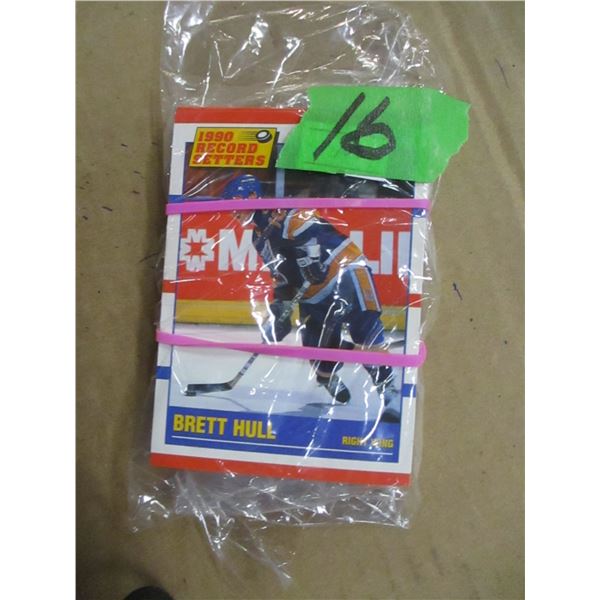 1990
RECORD
SETTERS
16
BRETT HULL
RIGHT WING